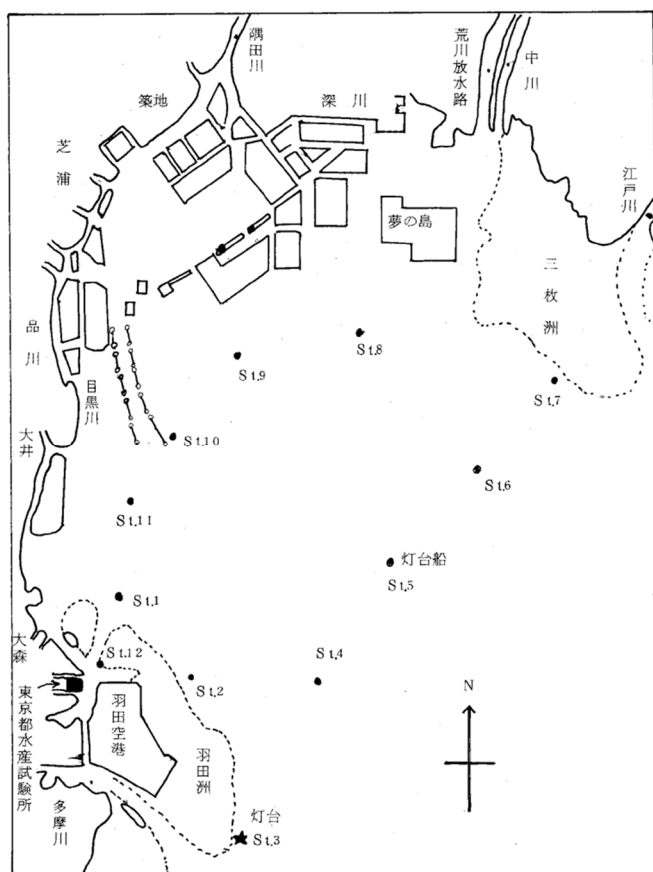 隅田川
荒川放水路
中川
築地
深川
芝浦
江戸川
夢の島
三枚洲
品川
目黒川
St.8
St.9
St.7
大井
St.10
St.6
St.11
灯台船
St.5
St.1
大森
St.12
St.4
St.2
N
東京都水産試験所
羽田空港
羽田洲
多摩川
灯台
St.3